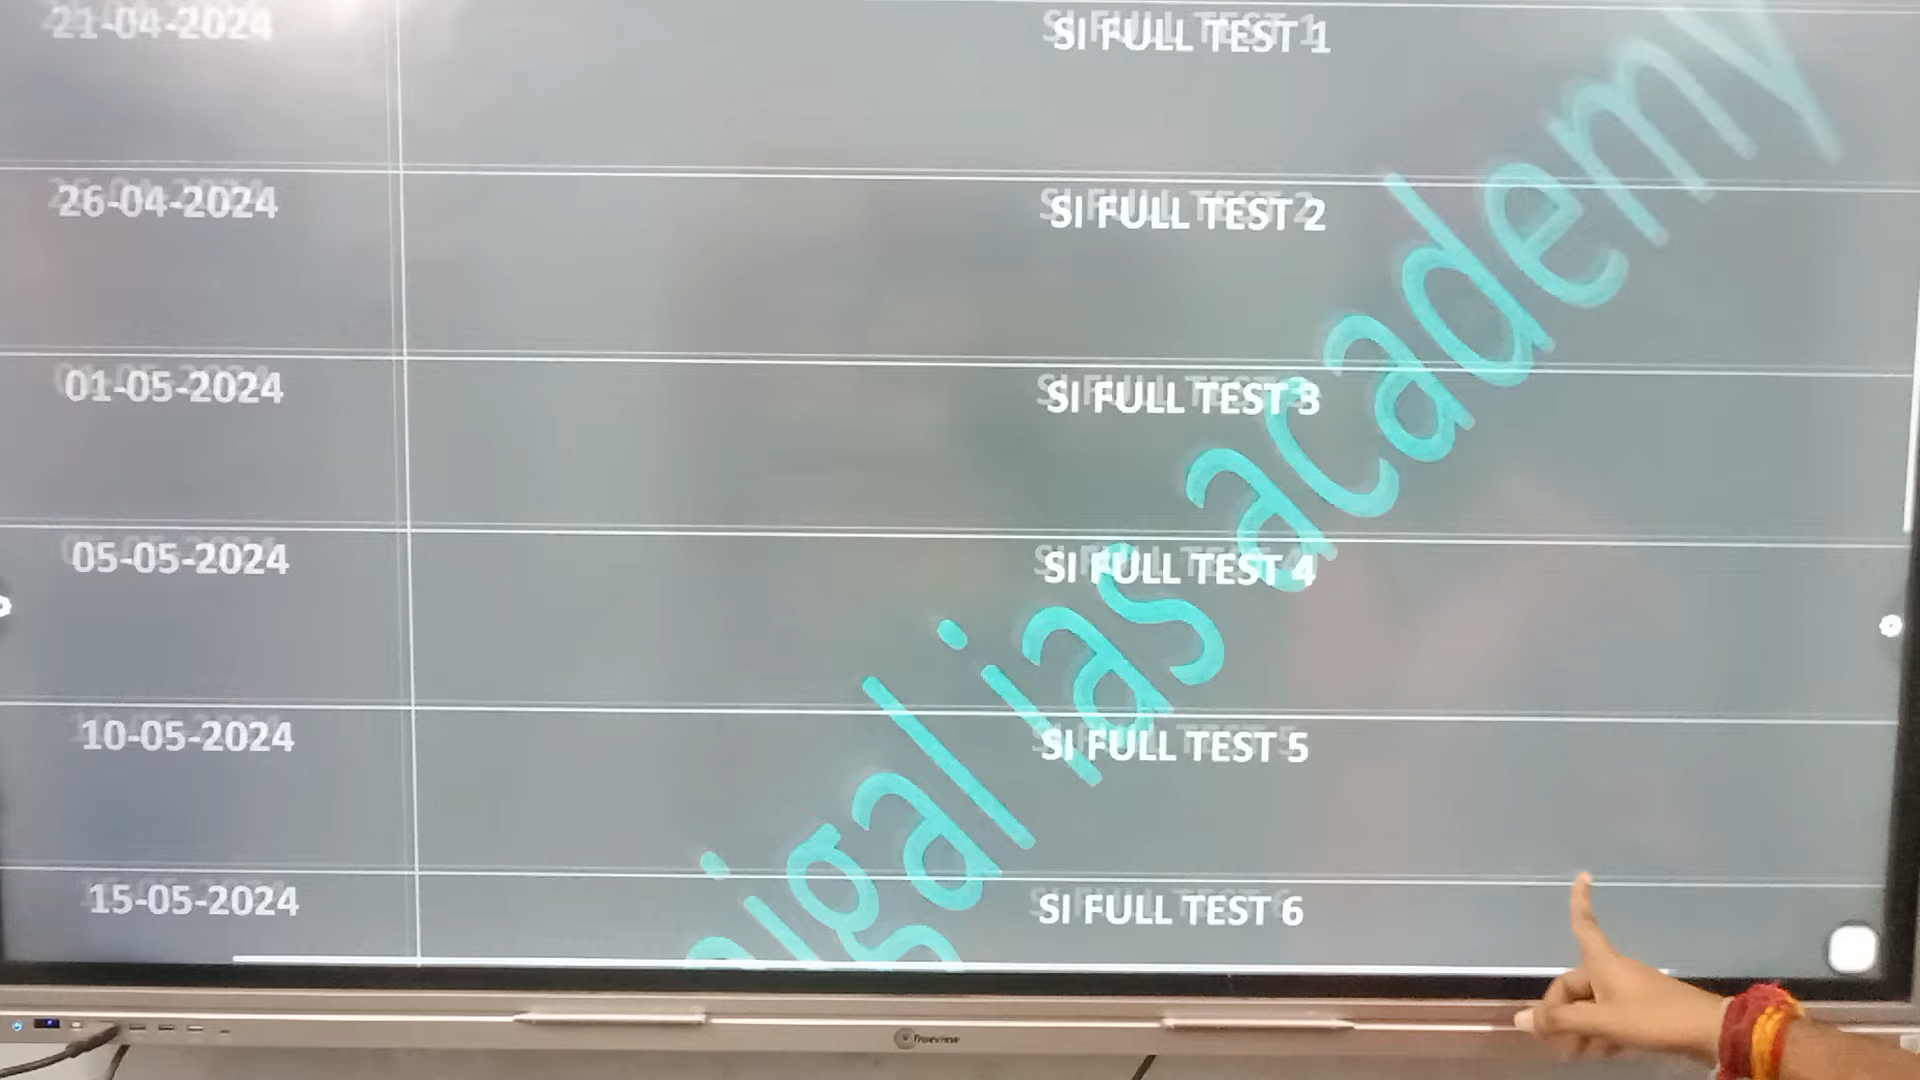 21-04-2024 SI FULL TEST 1
26-04-2024 SI FULL TEST 2
01-05-2024 SI FULL TEST 3
05-05-2024 SI FULL TEST 4
10-05-2024 SI FULL TEST 5
15-05-2024 SI FULL TEST 6
ias academy
Trueview